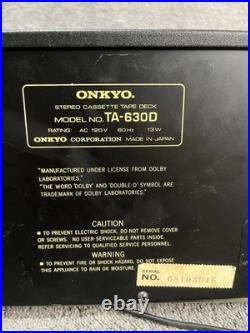 ONKYO.
STEREO CASSETTE TAPE DECK
MODEL NO. TA-630D
RATING: AC 120V 60Hz 13W
ONKYO CORPORATION MADE IN JAPAN
"MANUFACTURED UNDER LICENSE FROM DOLBY
LABORATORIES."
"THE WORD 'DOLBY' AND 'DOUBLE-D' SYMBOL ARE
TRADEMARK OF DOLBY LABORATORIES."
CAUTION
TO PREVENT ELECTRIC SHOCK, DO NOT REMOVE COVER
OR SCREWS. NO USER-SERVICEABLE PARTS INSIDE.
REFER SERVICING TO QUALIFIED SERVICE PERSONNEL.
TO PREVENT FIRE OR SHOCK HAZARD, DO NOT EXPOSE
THIS APPLIANCE TO RAIN OR MOISTURE.
SERIAL
NO.